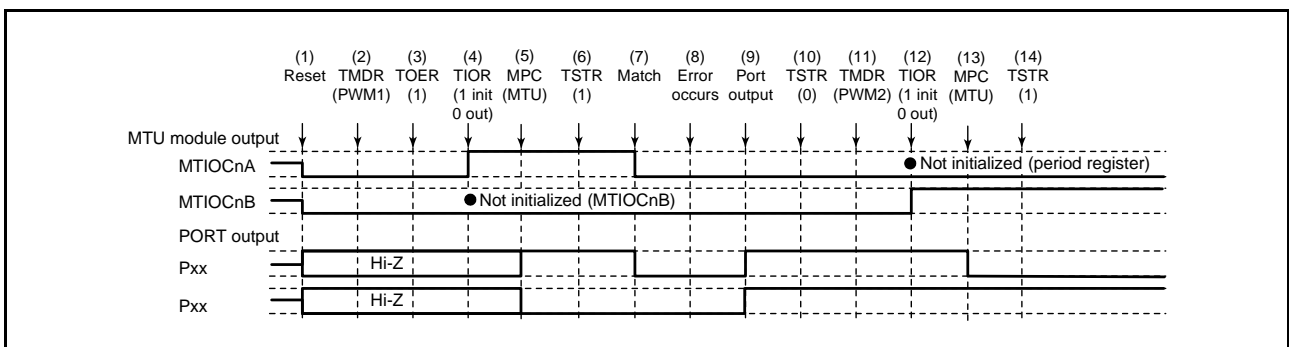 (1) (2) (3) (4) (5) (6) (7) (8) (9) (10) (11) (12) (13) (14)
Reset TMDR TOER TIOR MPC TSTR Match Error Port TSTR TMDR TIOR MPC TSTR
(PWM1) (1) (1 init (MTU) (1) occurs output (0) (PWM2) (1 init (MTU) (1)
0 out) 0 out)
MTU module output
MTIOCnA ● Not initialized (period register)
MTIOCnB ● Not initialized (MTIOCnB)
PORT output
Pxx Hi-Z
Pxx Hi-Z